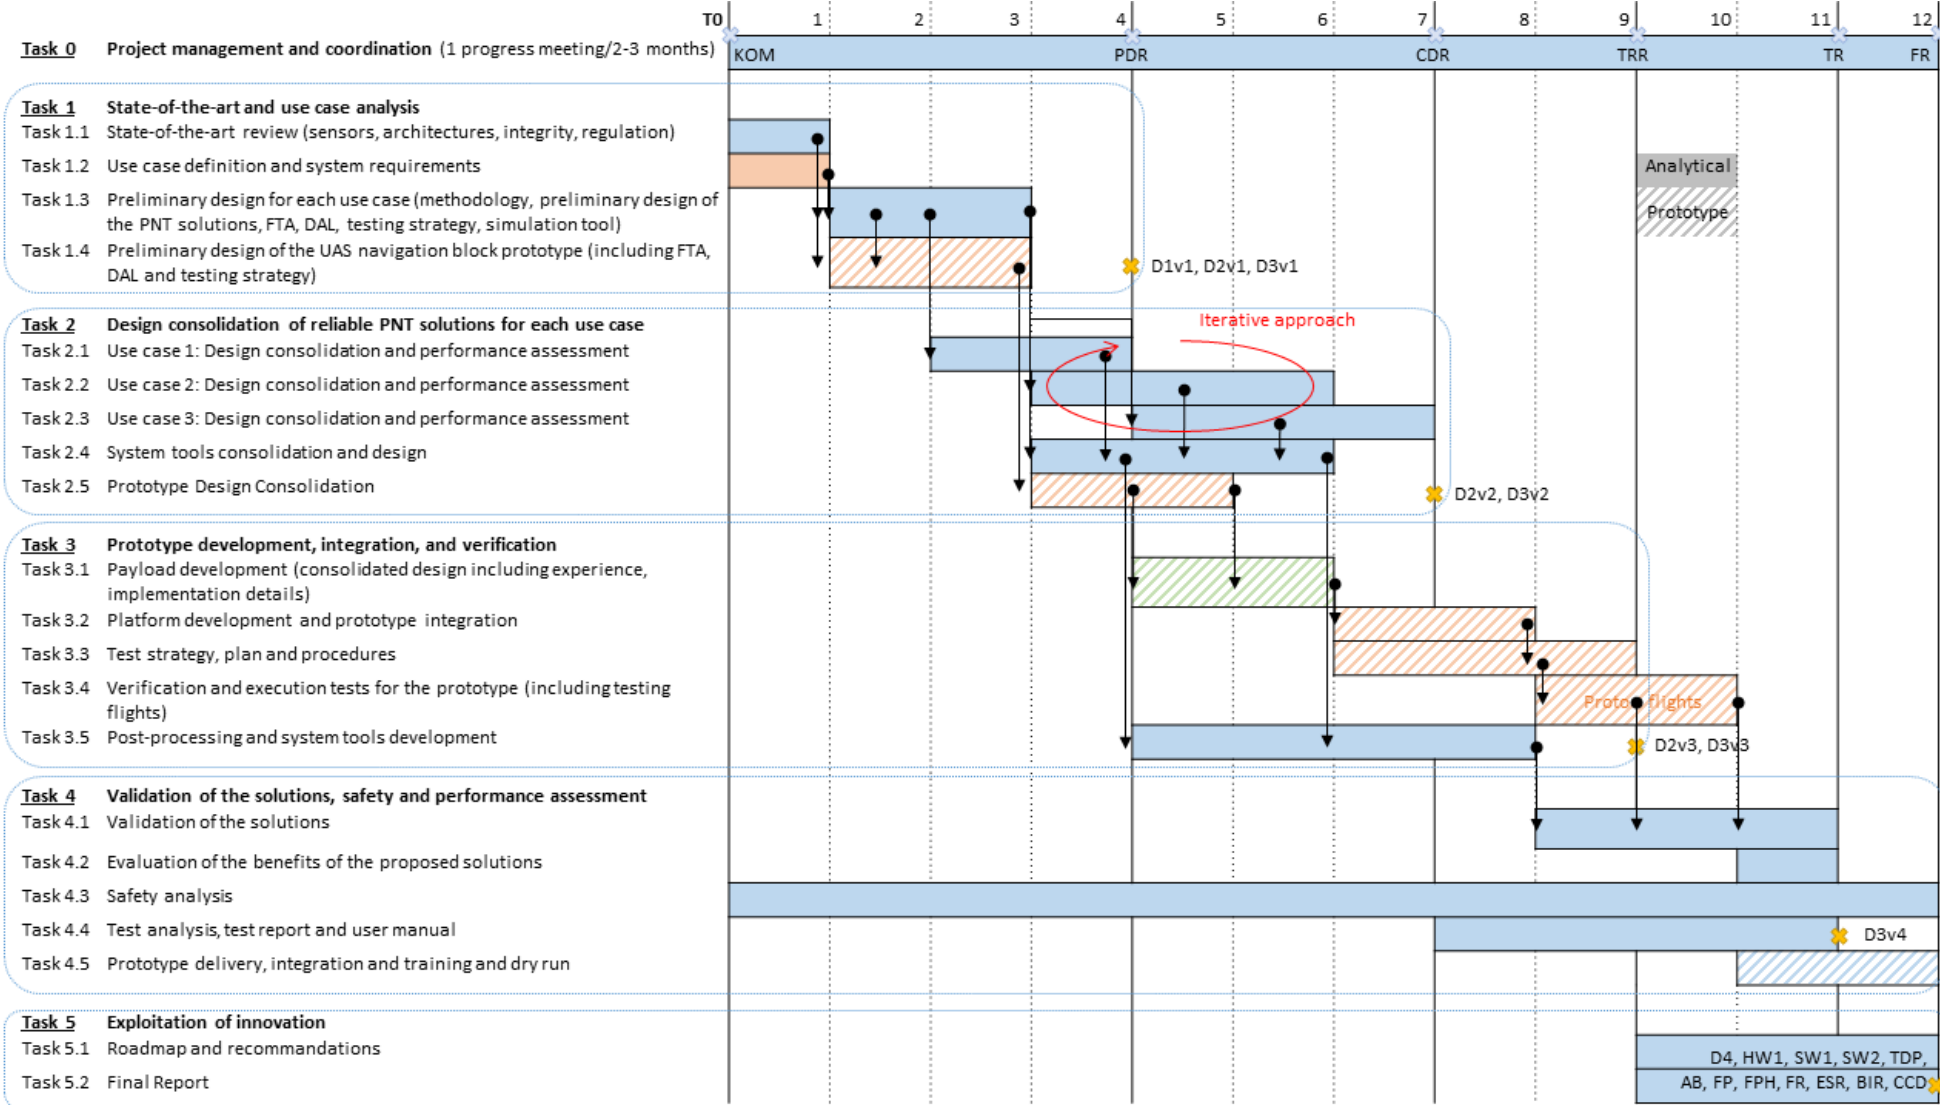 T0 1 2 3 4 5 6 7 8 9 10 11 12
Task 0 Project management and coordination (1 progress meeting/2-3 months)
KOM PDR CDR TRR TR FR
Task 1 State-of-the-art and use case analysis
Task 1.1 State-of-the-art review (sensors, architectures, integrity, regulation)
Task 1.2 Use case definition and system requirements
Analytical
Task 1.3 Preliminary design for each use case (methodology, preliminary design of
the PNT solutions, FTA, DAL, testing strategy, simulation tool)
Prototype
Task 1.4 Preliminary design of the UAS navigation block prototype (including FTA,
DAL and testing strategy)
D1v1, D2v1, D3v1
Task 2 Design consolidation of reliable PNT solutions for each use case
Iterative approach
Task 2.1 Use case 1: Design consolidation and performance assessment
Task 2.2 Use case 2: Design consolidation and performance assessment
Task 2.3 Use case 3: Design consolidation and performance assessment
Task 2.4 System tools consolidation and design
Task 2.5 Prototype Design Consolidation
D2v2, D3v2
Task 3 Prototype development, integration, and verification
Task 3.1 Payload development (consolidated design including experience,
implementation details)
Task 3.2 Platform development and prototype integration
Task 3.3 Test strategy, plan and procedures
Task 3.4 Verification and execution tests for the prototype (including testing
flights)
Proto flights
Task 3.5 Post-processing and system tools development
D2v3, D3v3
Task 4 Validation of the solutions, safety and performance assessment
Task 4.1 Validation of the solutions
Task 4.2 Evaluation of the benefits of the proposed solutions
Task 4.3 Safety analysis
Task 4.4 Test analysis, test report and user manual
D3v4
Task 4.5 Prototype delivery, integration and training and dry run
Task 5 Exploitation of innovation
Task 5.1 Roadmap and recommandations
D4, HW1, SW1, SW2, TDP,
Task 5.2 Final Report
AB, FP, FPH, FR, ESR, BIR, CCD